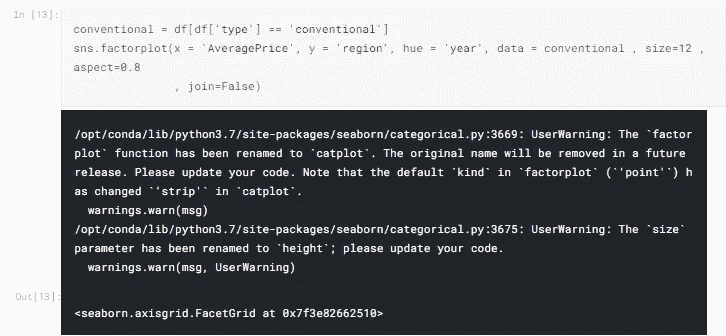 In [13]:
conventional = df[df['type'] == 'conventional']
sns.factorplot(x = 'AveragePrice', y = 'region', hue = 'year', data = conventional , size=12 ,
aspect=0.8
, join=False)
/opt/conda/lib/python3.7/site-packages/seaborn/categorical.py:3669: UserWarning: The `factor
plot` function has been renamed to `catplot`. The original name will be removed in a future
release. Please update your code. Note that the default `kind` in `factorplot` (`'point'`) h
as changed `'strip'` in `catplot`.
warnings.warn(msg)
/opt/conda/lib/python3.7/site-packages/seaborn/categorical.py:3675: UserWarning: The `size`
parameter has been renamed to `height`; please update your code.
warnings.warn(msg, UserWarning)
Out[13]:
<seaborn.axisgrid.FacetGrid at 0x7f3e82662510>